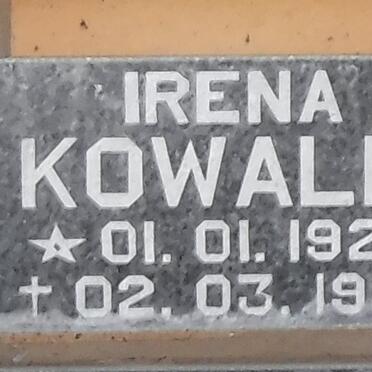 IRENA
KOWAL
★ 01. 01. 192
† 02. 03. 19